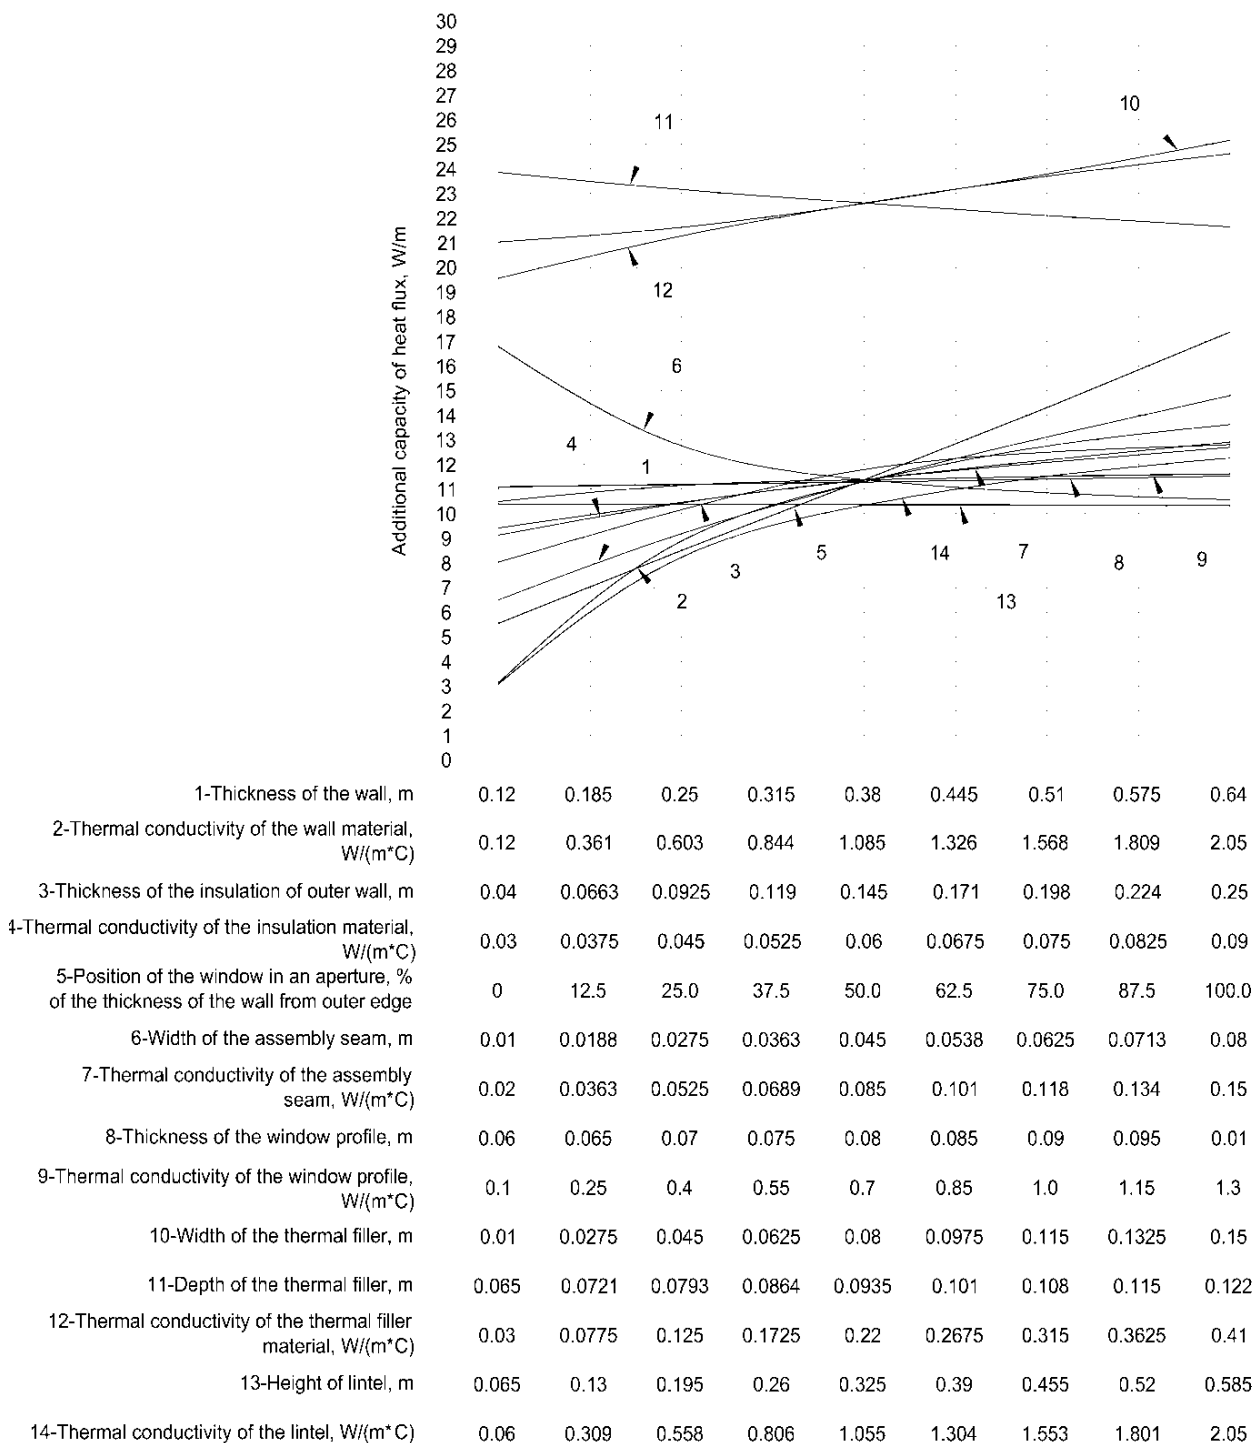 30
29
28
27
26
25
24
23
22
21
20
19
18
17
16
15
14
13
12
11
10
9
8
7
6
5
4
3
2
1
0
Additional capacity of heat flux, W/m
10
11
12
6
4
1
5
14
7
8
9
3
2
13
1-Thickness of the wall, m 0.12 0.185 0.25 0.315 0.38 0.445 0.51 0.575 0.64
2-Thermal conductivity of the wall material,
W/(m*C) 0.12 0.361 0.603 0.844 1.085 1.326 1.568 1.809 2.05
3-Thickness of the insulation of outer wall, m 0.04 0.0663 0.0925 0.119 0.145 0.171 0.198 0.224 0.25
4-Thermal conductivity of the insulation material,
W/(m*C) 0.03 0.0375 0.045 0.0525 0.06 0.0675 0.075 0.0825 0.09
5-Position of the window in an aperture, %
of the thickness of the wall from outer edge 0 12.5 25.0 37.5 50.0 62.5 75.0 87.5 100.0
6-Width of the assembly seam, m 0.01 0.0188 0.0275 0.0363 0.045 0.0538 0.0625 0.0713 0.08
7-Thermal conductivity of the assembly
seam, W/(m*C) 0.02 0.0363 0.0525 0.0689 0.085 0.101 0.118 0.134 0.15
8-Thickness of the window profile, m 0.06 0.065 0.07 0.075 0.08 0.085 0.09 0.095 0.01
9-Thermal conductivity of the window profile,
W/(m*C) 0.1 0.25 0.4 0.55 0.7 0.85 1.0 1.15 1.3
10-Width of the thermal filler, m 0.01 0.0275 0.045 0.0625 0.08 0.0975 0.115 0.1325 0.15
11-Depth of the thermal filler, m 0.065 0.0721 0.0793 0.0864 0.0935 0.101 0.108 0.115 0.122
12-Thermal conductivity of the thermal filler
material, W/(m*C) 0.03 0.0775 0.125 0.1725 0.22 0.2675 0.315 0.3625 0.41
13-Height of lintel, m 0.065 0.13 0.195 0.26 0.325 0.39 0.455 0.52 0.585
14-Thermal conductivity of the lintel, W/(m*C) 0.06 0.309 0.558 0.806 1.055 1.304 1.553 1.801 2.05